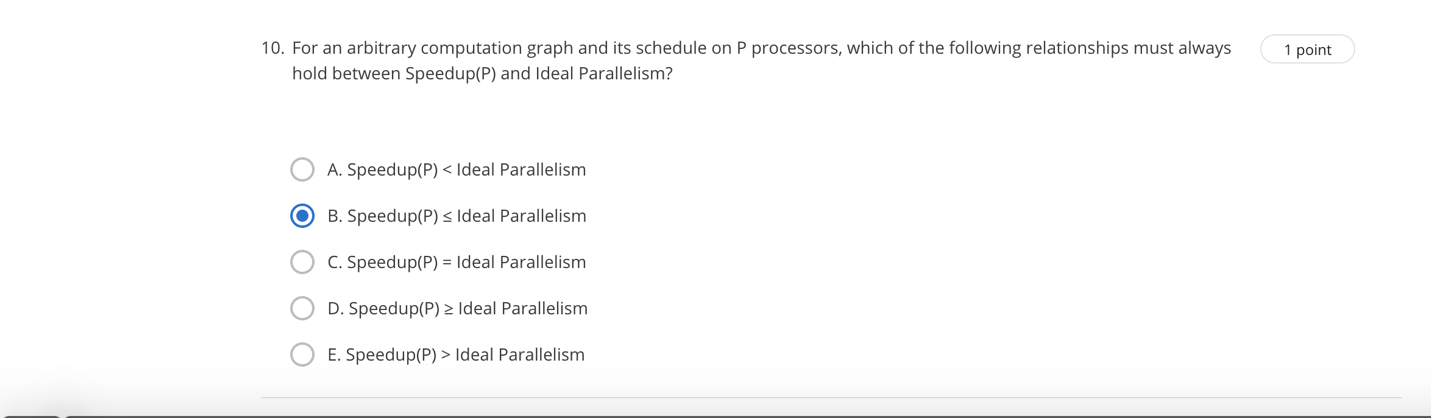 10. For an arbitrary computation graph and its schedule on P processors, which of the following relationships must always
hold between Speedup(P) and Ideal Parallelism?
1 point
A. Speedup(P) < Ideal Parallelism
B. Speedup(P) ≤ Ideal Parallelism
C. Speedup(P) = Ideal Parallelism
D. Speedup(P) ≥ Ideal Parallelism
E. Speedup(P) > Ideal Parallelism